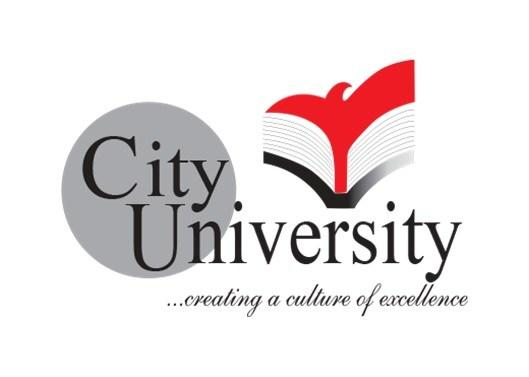 City
University
...creating a culture of excellence